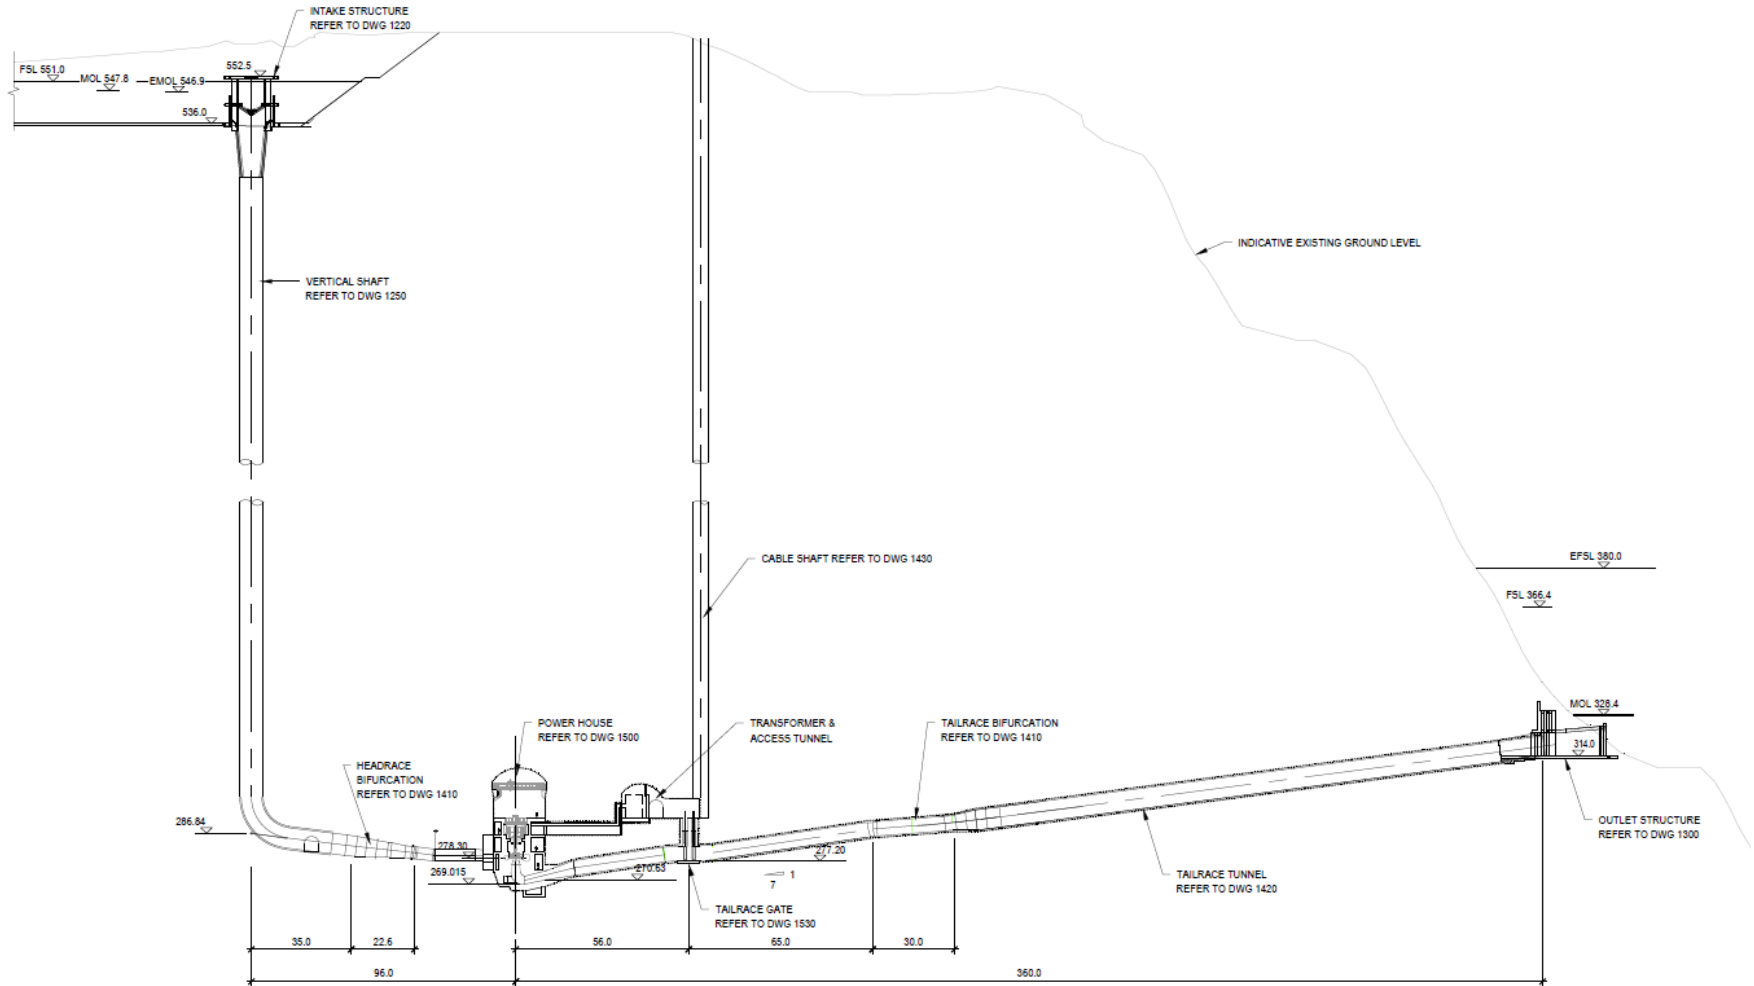 INTAKE STRUCTURE
REFER TO DWG 1220
FSL 551.0
MOL 547.8
EMOL 546.9
552.5
536.0
INDICATIVE EXISTING GROUND LEVEL
VERTICAL SHAFT
REFER TO DWG 1250
CABLE SHAFT REFER TO DWG 1430
EFSL 380.0
FSL 366.4
MOL 328.4
314.0
POWER HOUSE
REFER TO DWG 1500
TRANSFORMER &
ACCESS TUNNEL
TAILRACE BIFURCATION
REFER TO DWG 1410
HEADRACE
BIFURCATION
REFER TO DWG 1410
286.84
OUTLET STRUCTURE
REFER TO DWG 1300
278.30
277.20
269.015
270.63
1
7
TAILRACE TUNNEL
REFER TO DWG 1420
TAILRACE GATE
REFER TO DWG 1530
35.0
22.6
56.0
65.0
30.0
96.0
360.0